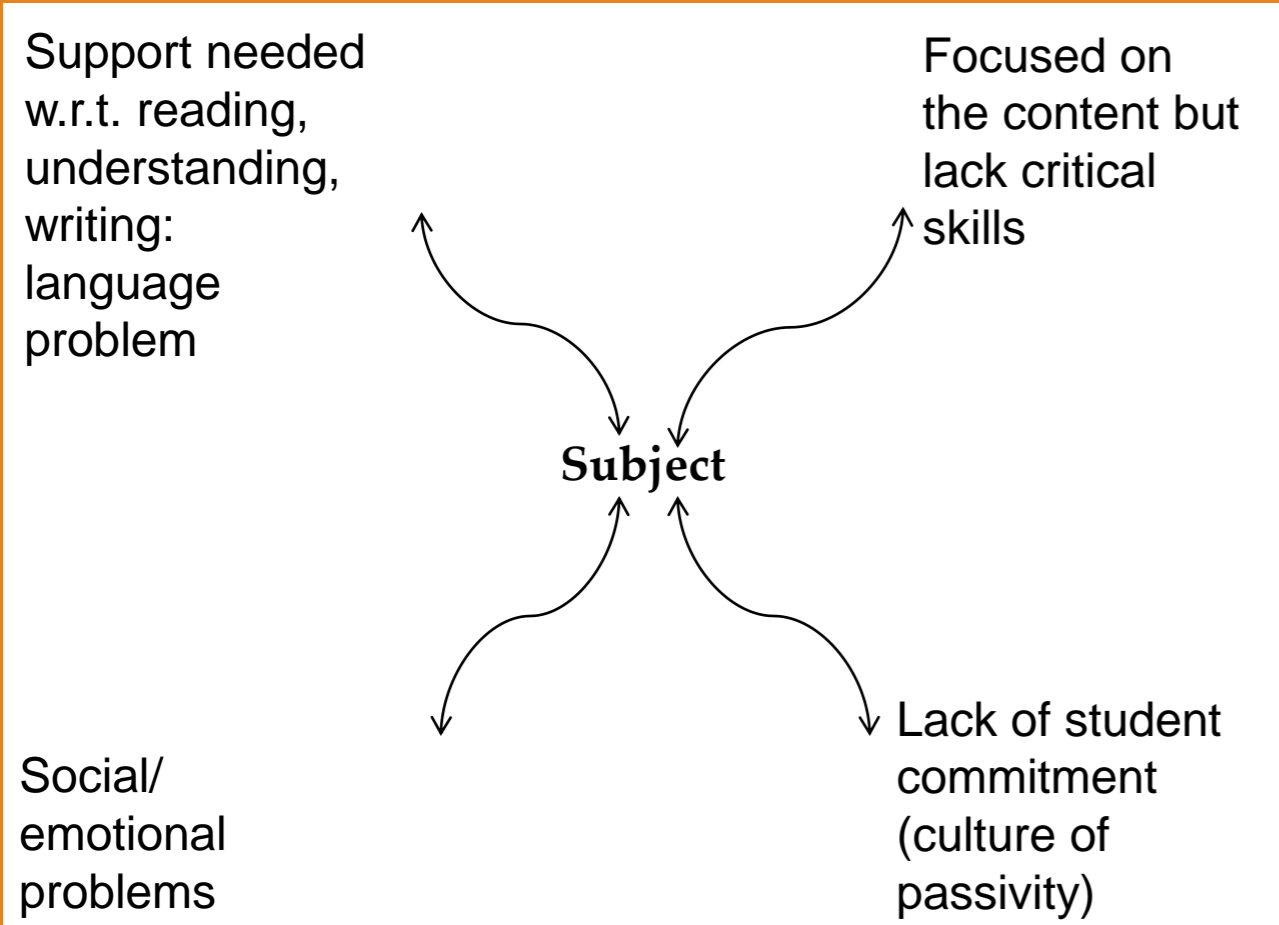 Support needed
w.r.t. reading,
understanding,
writing:
language
problem
Focused on
the content but
lack critical
skills
Subject
Social/
emotional
problems
Lack of student
commitment
(culture of
passivity)